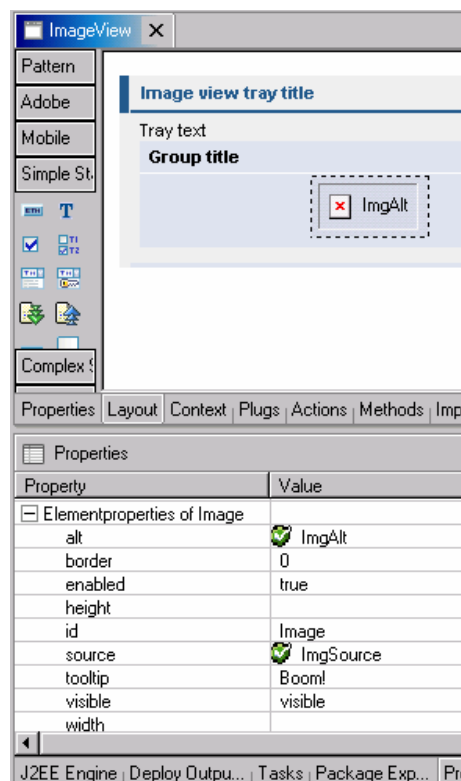 ImageView
Pattern
Adobe
Mobile
Simple St
Image view tray title
Tray text
Group title
ImgAlt
Complex S
Properties Layout Context Plugs Actions Methods Imp
Properties
Property Value
Elementproperties of Image
alt ImgAlt
border 0
enabled true
height
id Image
source ImgSource
tooltip Boom!
visible visible
width
J2EE Engine Deploy Outpu... Tasks Package Exp... Pr